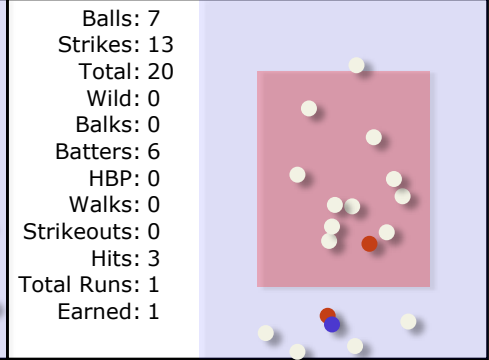 Balls: 7
Strikes: 13
Total: 20
Wild: 0
Balks: 0
Batters: 6
HBP: 0
Walks: 0
Strikeouts: 0
Hits: 3
Total Runs: 1
Earned: 1